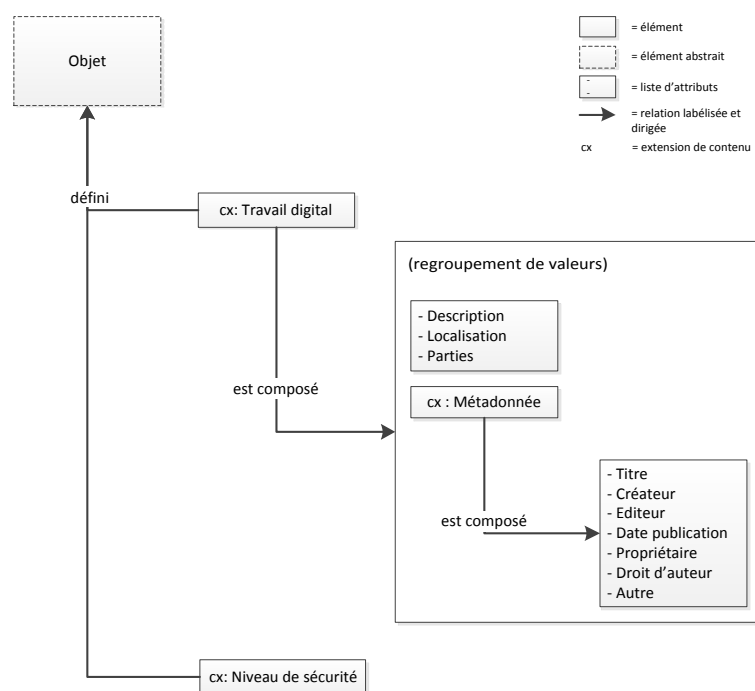 Objet
= élément
= élément abstrait
-
-
= liste d'attributs
= relation labélisée et
dirigée
cx = extension de contenu
défini
cx: Travail digital
(regroupement de valeurs)
- Description
- Localisation
- Parties
est composé
cx : Métadonnée
- Titre
- Créateur
- Editeur
- Date publication
- Propriétaire
- Droit d'auteur
- Autre
est composé
cx: Niveau de sécurité